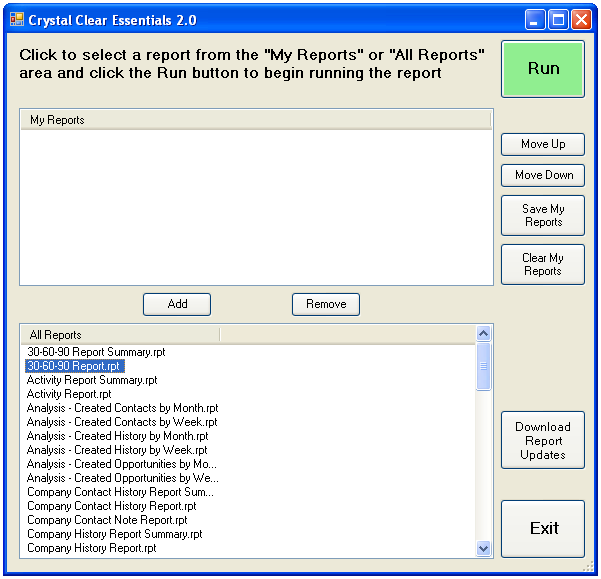 Crystal Clear Essentials 2.0
Click to select a report from the "My Reports" or "All Reports"
area and click the Run button to begin running the report
Run
My Reports
Move Up
Move Down
Save My
Reports
Clear My
Reports
Add
Remove
All Reports
30-60-90 Report Summary.rpt
30-60-90 Report.rpt
Activity Report Summary.rpt
Activity Report.rpt
Analysis - Created Contacts by Month.rpt
Analysis - Created Contacts by Week.rpt
Analysis - Created History by Month.rpt
Analysis - Created History by Week.rpt
Analysis - Created Opportunities by Mo...
Analysis - Created Opportunities by We...
Company Contact History Report Sum...
Company Contact History Report.rpt
Company Contact Note Report.rpt
Company History Report Summary.rpt
Company History Report.rpt
Download
Report
Updates
Exit